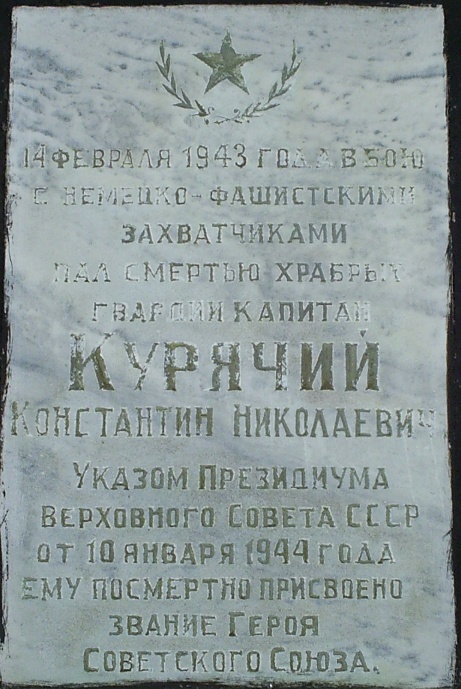 14 ФЕВРАЛЯ 1943 ГОДА В БОЮ
С НЕМЕЦКО-ФАШИСТСКИМИ
ЗАХВАТЧИКАМИ
ПАЛ СМЕРТЬЮ ХРАБРЫХ
ГВАРДИИ КАПИТАН
КУРЯЧИЙ
КОНСТАНТИН НИКОЛАЕВИЧ
УКАЗОМ ПРЕЗИДИУМА
ВЕРХОВНОГО СОВЕТА СССР
ОТ 10 ЯНВАРЯ 1944 ГОДА
ЕМУ ПОСМЕРТНО ПРИСВОЕНО
ЗВАНИЕ ГЕРОЯ
СОВЕТСКОГО СОЮЗА.